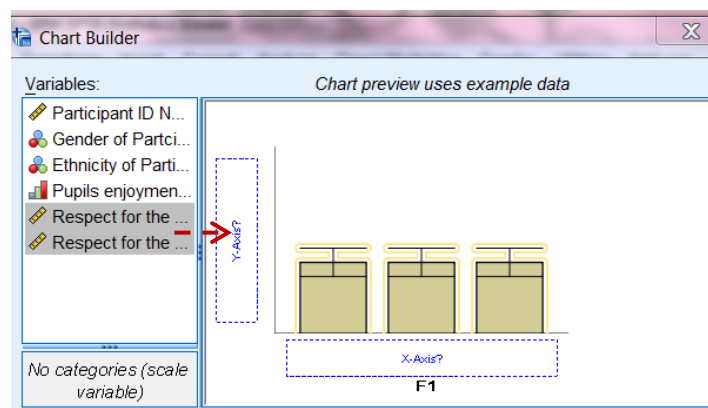 Chart Builder
Variables:
Chart preview uses example data
Participant ID N...
Gender of Partci...
Ethnicity of Parti...
Pupils enjoymen...
Respect for the ...
Respect for the ...
Y-Axis?
X-Axis?
F1
No categories (scale
variable)